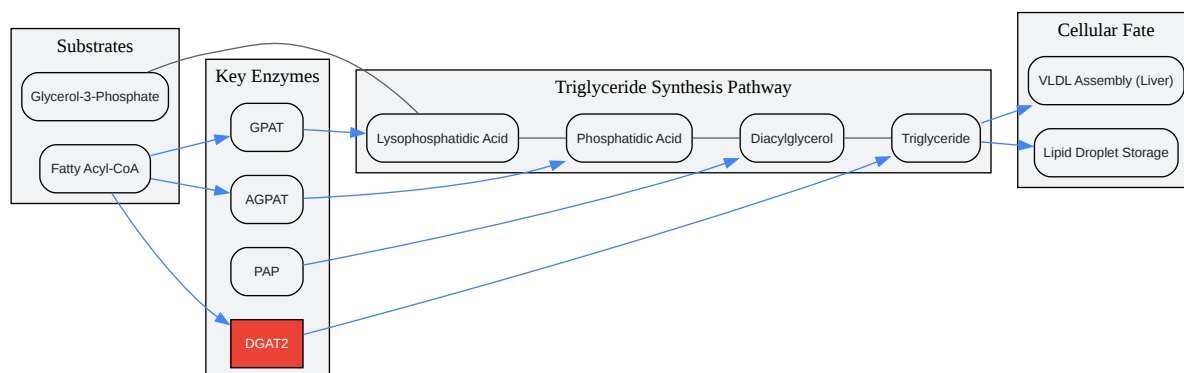 Substrates
Glycerol-3-Phosphate
Fatty Acyl-CoA
Key Enzymes
GPAT
AGPAT
PAP
DGAT2
Triglyceride Synthesis Pathway
Lysophosphatidic Acid
Phosphatidic Acid
Diacylglycerol
Triglyceride
Cellular Fate
VLDL Assembly (Liver)
Lipid Droplet Storage